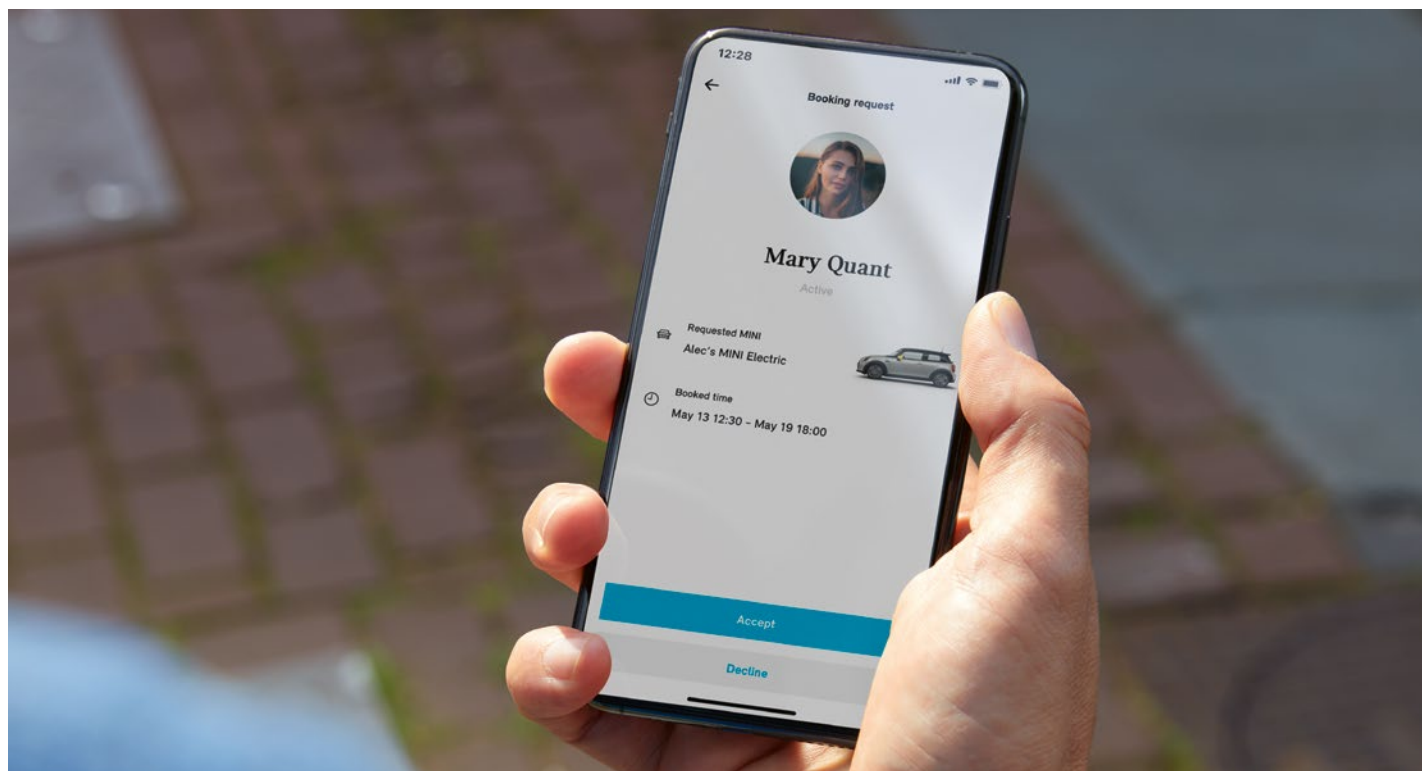 12:28
Booking request
Mary Quant
Active
Requested MINI
Alec's MINI Electric
Booked time
May 13 12:30 – May 19 18:00
Accept
Decline